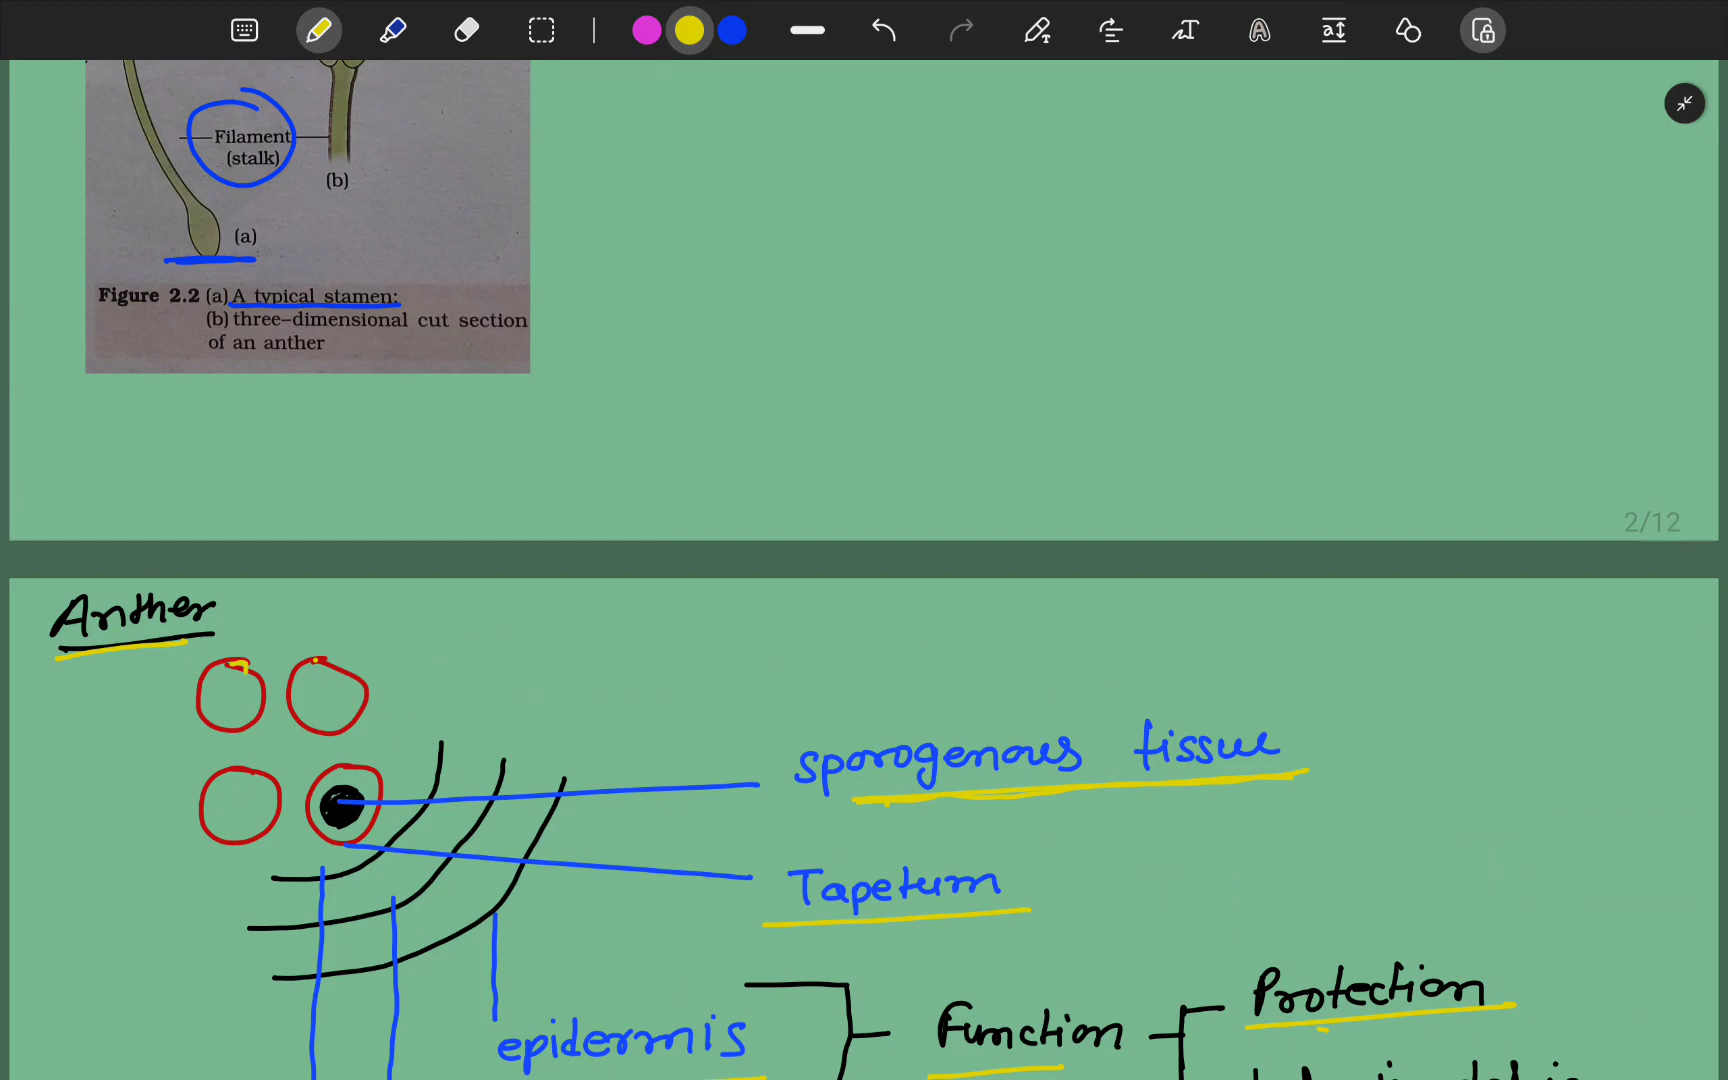 Filament
(stalk)
(b)
(a)
Figure 2.2 (a) A typical stamen;
(b) three-dimensional cut section
of an anther
2/12
Anther
sporogenous tissue
Tapetum
Protection
Function
epidermis